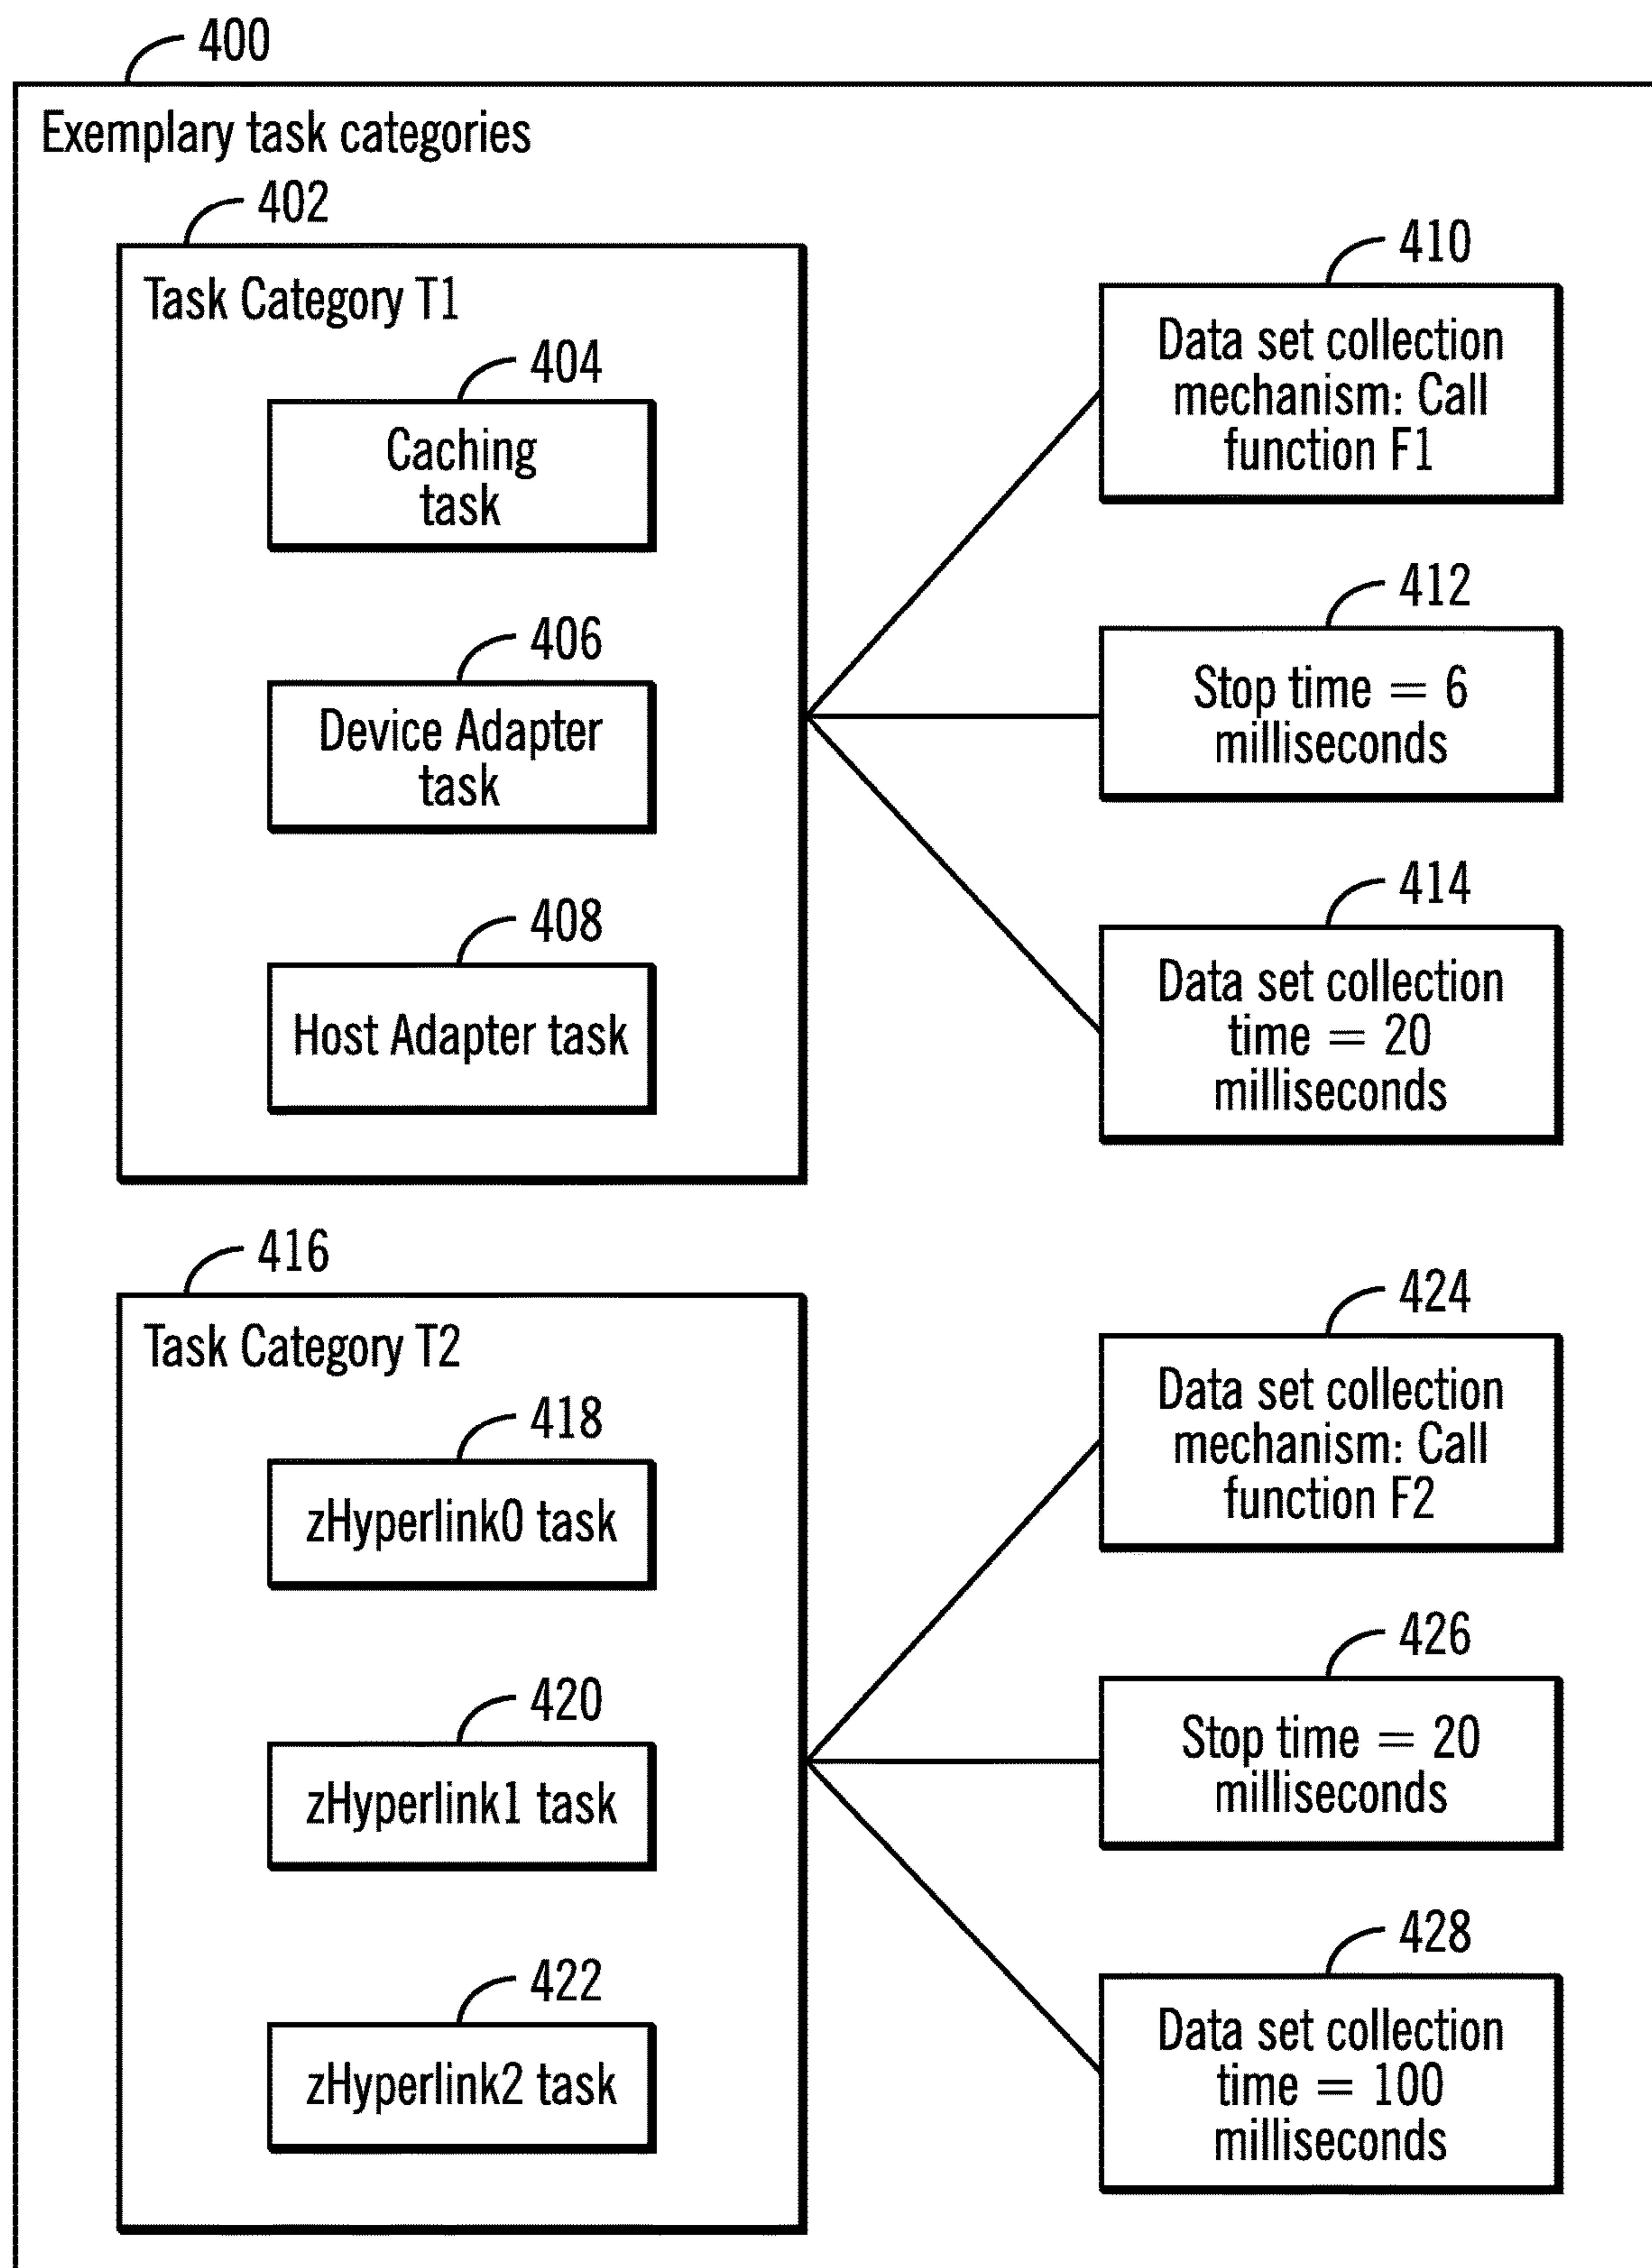 400
Exemplary task categories
402
Task Category T1
404
Caching
task
406
Device Adapter
task
408
Host Adapter task
410
Data set collection
mechanism: Call
function F1
412
Stop time = 6
milliseconds
414
Data set collection
time = 20
milliseconds
416
Task Category T2
418
zHyperlink0 task
420
zHyperlink1 task
422
zHyperlink2 task
424
Data set collection
mechanism: Call
function F2
426
Stop time = 20
milliseconds
428
Data set collection
time = 100
milliseconds